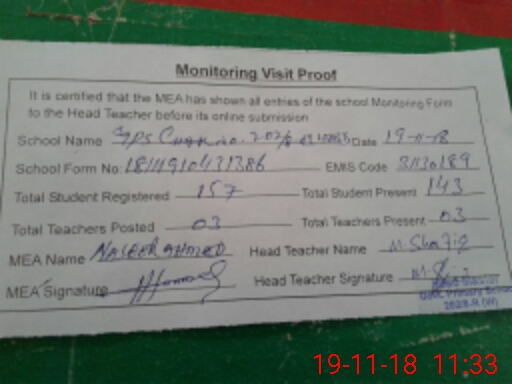 Monitoring Visit Proof
It is certified that the MEA has shown all entries of the school Monitoring Form
to the Head Teacher before its online submission
School Name GPS Date 19-11-18
School Form No: EMIS Code 31130189
Total Student Registered 157 Total Student Present 143
Total Teachers Posted 03 Total Teachers Present 03
MEA Name NASEER AHMED Head Teacher Name M. Shafiq
MEA Signature Head Teacher Signature
19-11-18 11:33